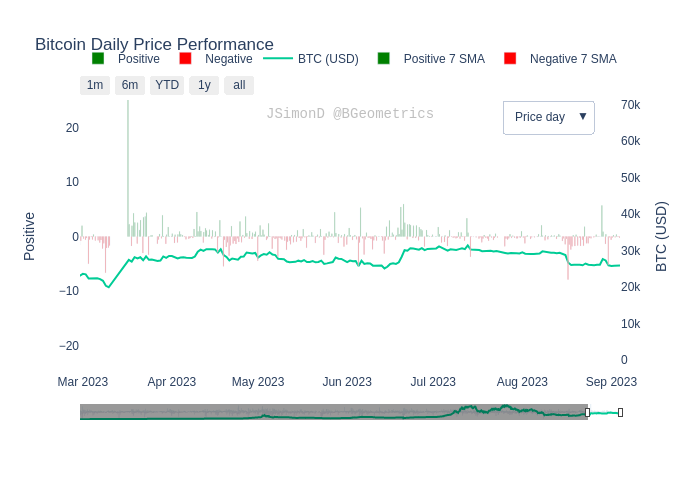 Bitcoin Daily Price Performance
Positive Negative BTC (USD) Positive 7 SMA Negative 7 SMA
1m 6m YTD 1y all
JSimonD @BGeometrics
Price day ▼
Positive
20
10
0
−10
−20
70k
60k
50k
40k
30k
20k
10k
0
BTC (USD))
Mar 2023 Apr 2023 May 2023 Jun 2023 Jul 2023 Aug 2023 Sep 2023